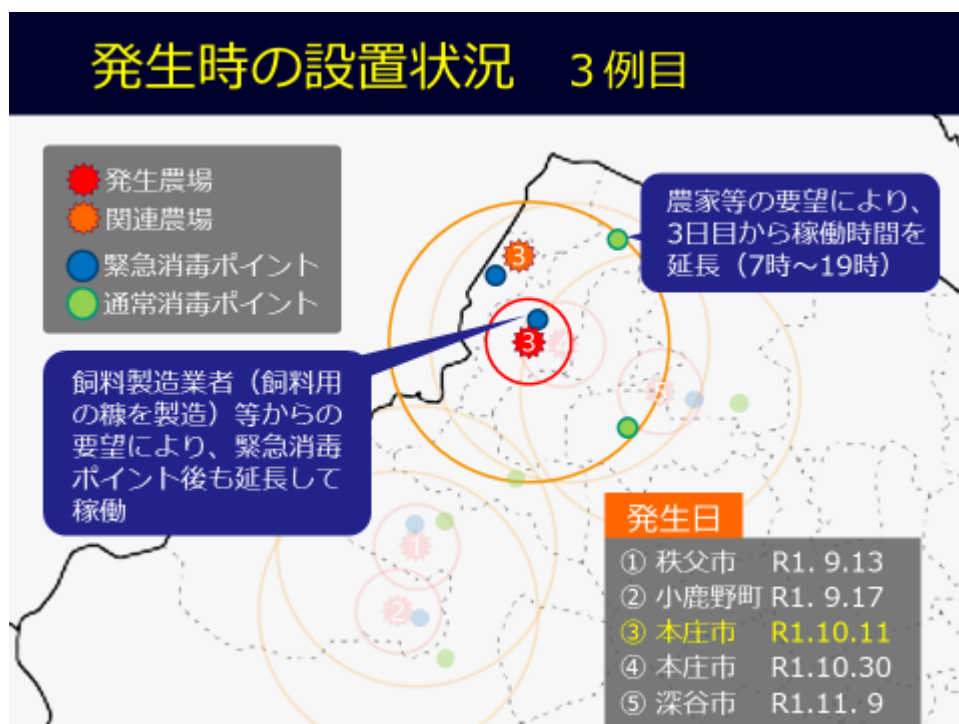 発生時の設置状況 3例目
発生農場
関連農場
緊急消毒ポイント
通常消毒ポイント
農家等の要望により、
3日目から稼働時間を
延長（7時～19時）
3
3
4
5
飼料製造業者（飼料用
の糠を製造）等からの
要望により、緊急消毒
ポイント後も延長して
稼働
1
2
発生日
① 秩父市 R1. 9.13
② 小鹿野町 R1. 9.17
③ 本庄市 R1.10.11
④ 本庄市 R1.10.30
⑤ 深谷市 R1.11. 9